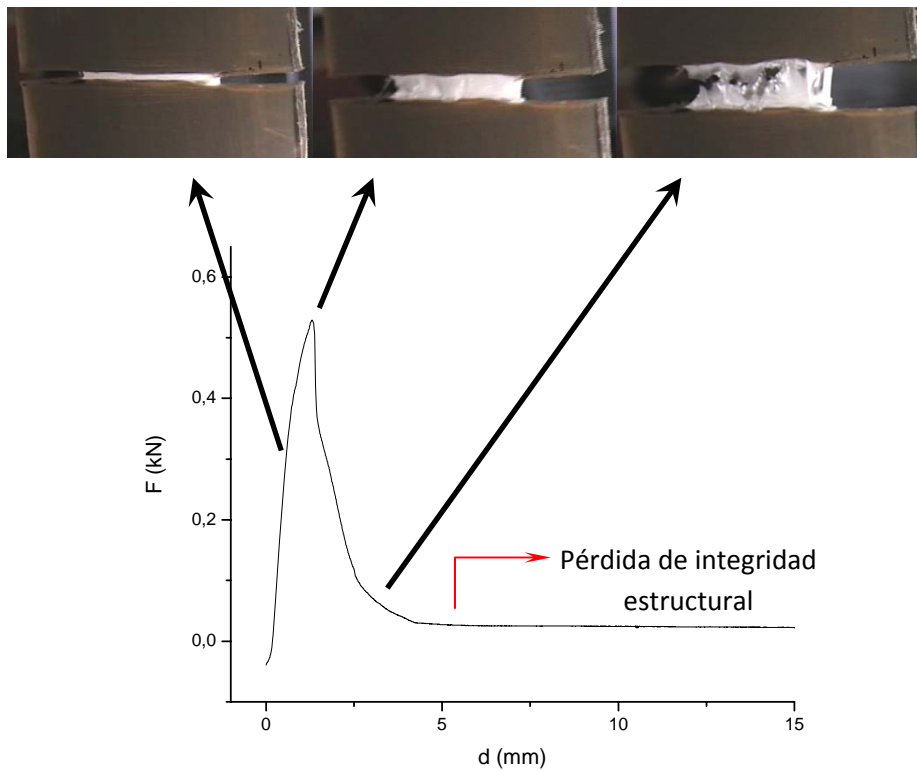 0,6
0,4
0,2
0,0
F (kN)
Pérdida de integridad
estructural
0
5
10
15
d (mm)